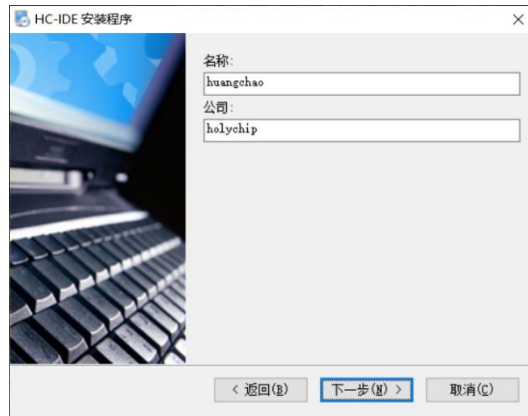 HC-IDE 安装程序
名称:
huangchao
公司:
holychip
< 返回(B)
下一步(N) >
取消(C)